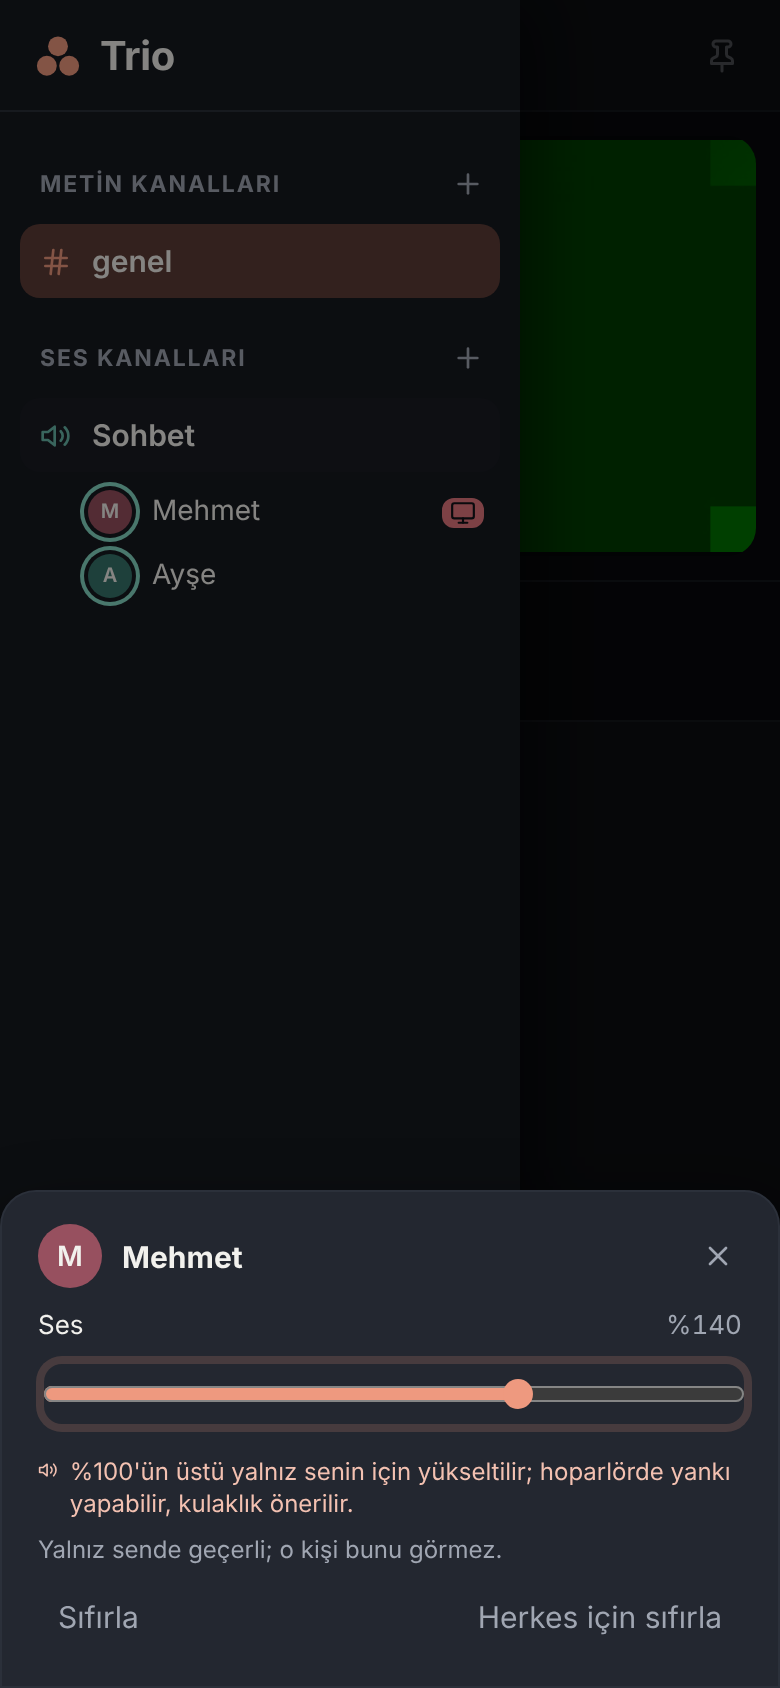 Trio
METİN KANALLARI
genel
SES KANALLARI
Sohbet
M Mehmet
A Ayşe
M Mehmet
Ses %140
%100'ün üstü yalnız senin için yükseltilir; hoparlörde yankı
yapabilir, kulaklık önerilir.
Yalnız sende geçerli; o kişi bunu görmez.
Sıfırla Herkes için sıfırla